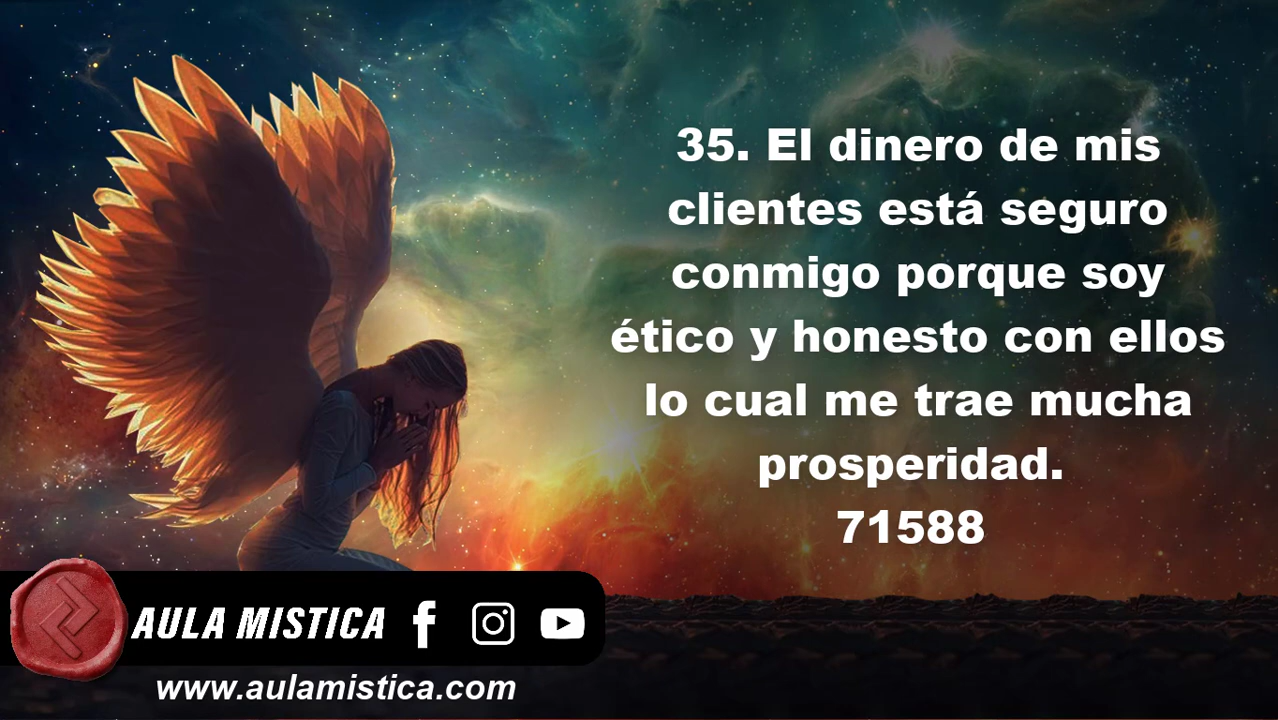 35. El dinero de mis
clientes está seguro
conmigo porque soy
ético y honesto con ellos
lo cual me trae mucha
prosperidad.
71588
AULA MISTICA
www.aulamistica.com